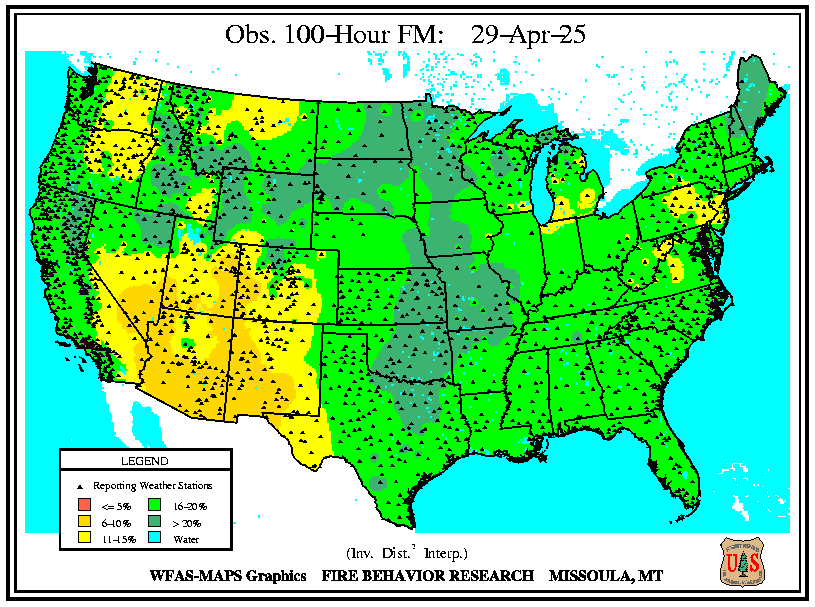 Obs. 100-Hour FM: 29-Apr-25
LEGEND
Reporting Weather Stations
<= 5% 16-20%
6-10% > 20%
11-15% Water
(Inv. Dist.² Interp.)
WFAS-MAPS Graphics FIRE BEHAVIOR RESEARCH MISSOULA, MT
U S